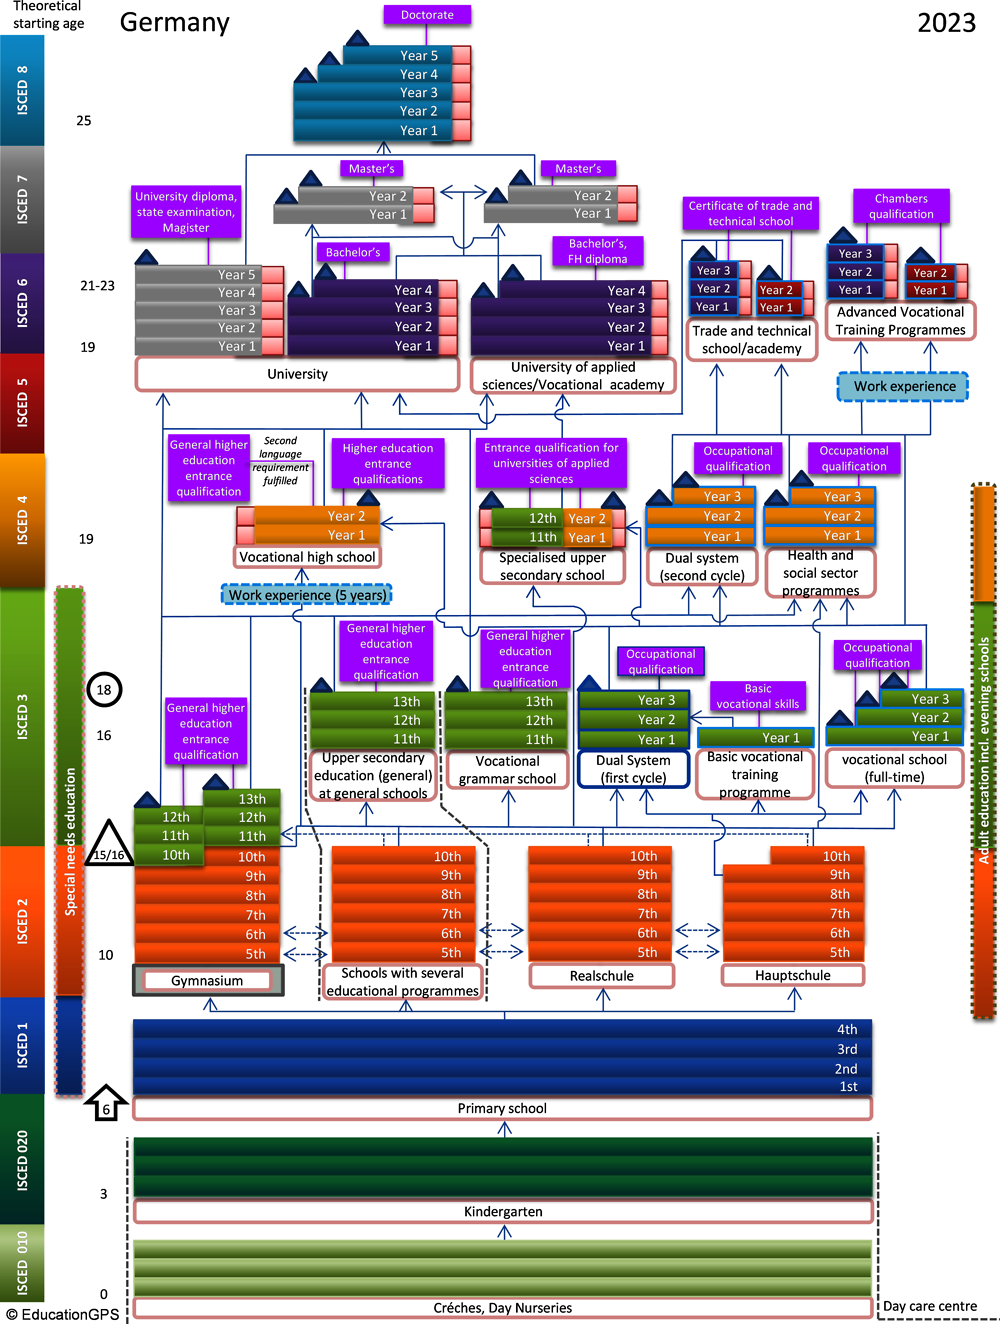 Theoretical
starting age
Germany
2023
Doctorate
ISCED 8
Year 5
Year 4
Year 3
Year 2
Year 1
25
ISCED 7
Master's
Year 2
Year 1
Master's
Year 2
Year 1
University diploma,
state examination,
Magister
Bachelor's
Bachelor's,
FH diploma
Certificate of trade and
technical school
Chambers
qualification
ISCED 6
21-23
19
Year 5
Year 4
Year 3
Year 2
Year 1
Year 4
Year 3
Year 2
Year 1
Year 4
Year 3
Year 2
Year 1
Year 3
Year 2
Year 1
Year 2
Year 1
Year 3
Year 2
Year 1
Year 2
Year 1
University
University of applied
sciences/Vocational academy
Trade and technical
school/academy
Advanced Vocational
Training Programmes
ISCED 5
Work experience
General higher
education
entrance
qualification
Second
language
requirement
fulfilled
Higher education
entrance
qualifications
Entrance qualification for
universities of applied
sciences
Occupational
qualification
Occupational
qualification
ISCED 4
19
Year 2
Year 1
12th
11th
Year 2
Year 1
Year 3
Year 2
Year 1
Year 3
Year 2
Year 1
Vocational high school
Specialised upper
secondary school
Dual system
(second cycle)
Health and
social sector
programmes
Work experience (5 years)
ISCED 3
18
16
General higher
education
entrance
qualification
General higher
education
entrance
qualification
General higher
education
entrance
qualification
Occupational
qualification
Basic
vocational skills
Occupational
qualification
13th
12th
11th
13th
12th
11th
Year 3
Year 2
Year 1
Year 1
Year 3
Year 2
Year 1
Upper secondary
education (general)
at general schools
Vocational
grammar school
Dual System
(first cycle)
Basic vocational
training
programme
vocational school
(full-time)
Special needs education
Adult education incl. evening schools
15/16
12th
11th
10th
13th
12th
11th
10th
9th
8th
7th
6th
5th
10th
9th
8th
7th
6th
5th
10th
9th
8th
7th
6th
5th
10th
9th
8th
7th
6th
5th
ISCED 2
10
Gymnasium
Schools with several
educational programmes
Realschule
Hauptschule
ISCED 1
4th
3rd
2nd
1st
6
Primary school
ISCED 020
3
Kindergarten
ISCED 010
0
Créches, Day Nurseries
Day care centre
© EducationGPS